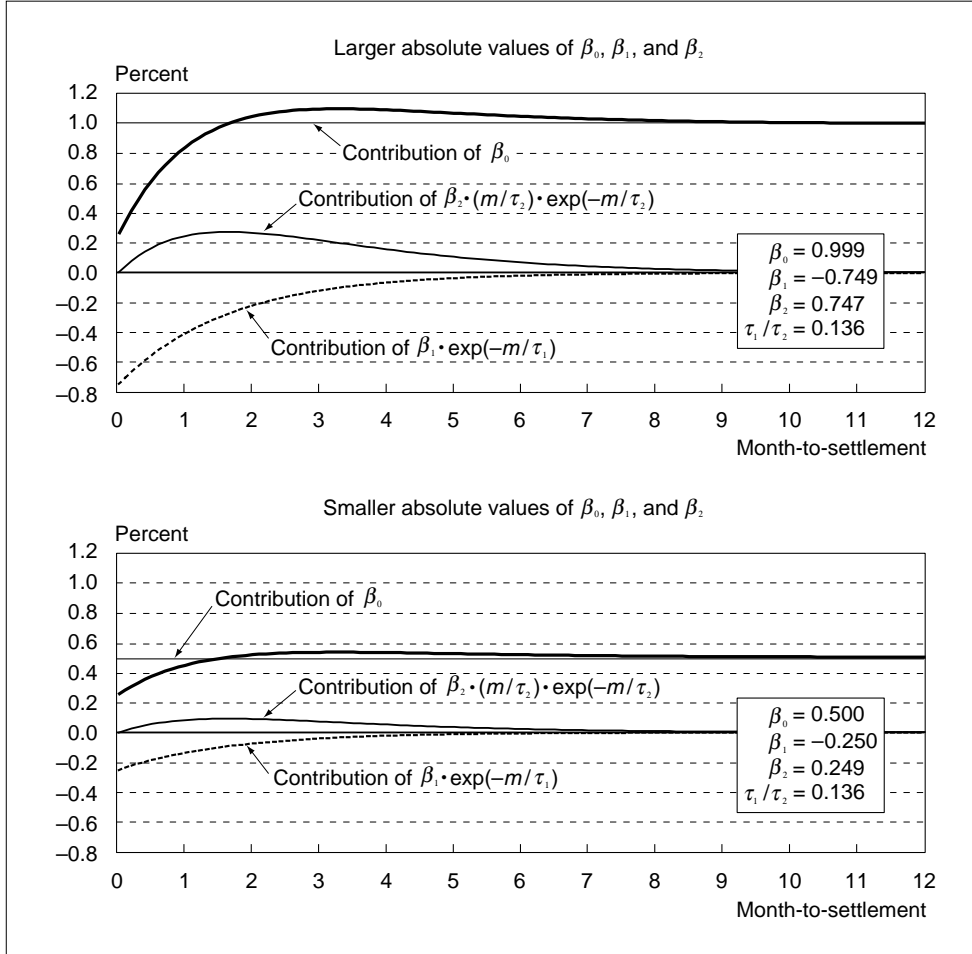 Larger absolute values of β₀, β₁, and β₂
Percent
1.2
1.0
0.8
0.6
0.4
0.2
0.0
–0.2
–0.4
–0.6
–0.8
Contribution of β₀
Contribution of β₂•(m/τ₂)•exp(–m/τ₂)
Contribution of β₁•exp(–m/τ₁)
β₀ = 0.999
β₁ = –0.749
β₂ = 0.747
τ₁/τ₂ = 0.136
0 1 2 3 4 5 6 7 8 9 10 11 12
Month-to-settlement
Smaller absolute values of β₀, β₁, and β₂
Percent
1.2
1.0
0.8
0.6
0.4
0.2
0.0
–0.2
–0.4
–0.6
–0.8
Contribution of β₀
Contribution of β₂•(m/τ₂)•exp(–m/τ₂)
Contribution of β₁•exp(–m/τ₁)
β₀ = 0.500
β₁ = –0.250
β₂ = 0.249
τ₁/τ₂ = 0.136
0 1 2 3 4 5 6 7 8 9 10 11 12
Month-to-settlement